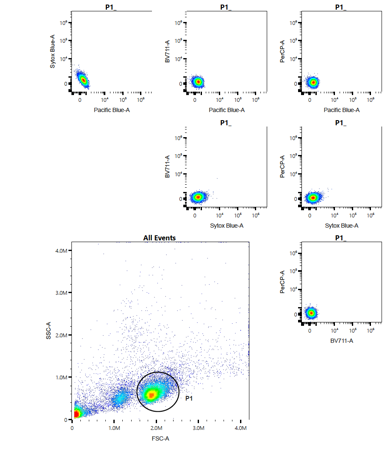 P1_ P1_ P1_
Sytox Blue-A
BV711-A
PerCP-A
Pacific Blue-A Pacific Blue-A Pacific Blue-A
P1_ P1_
BV711-A
PerCP-A
Sytox Blue-A Sytox Blue-A
All Events
P1_
4.0M
3.0M
2.0M
1.0M
0
SSC-A
P1
0 1.0M 2.0M 3.0M 4.0M
FSC-A
PerCP-A
BV711-A